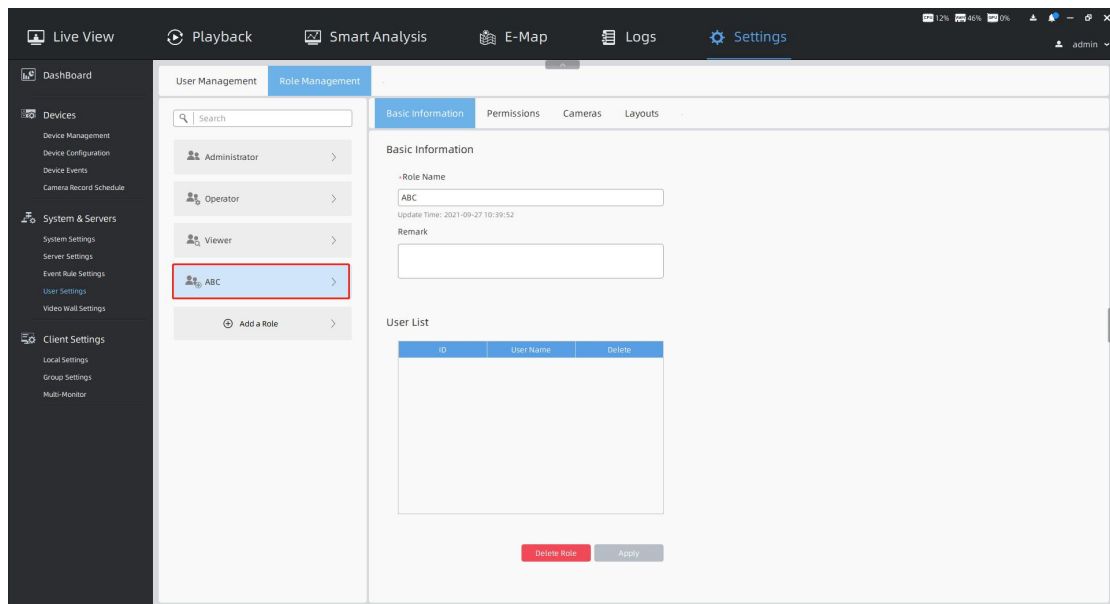 CPU 12% RAM 46% GPU 0%
Live View Playback Smart Analysis E-Map Logs Settings
admin
DashBoard
User Management Role Management
Devices
Device Management
Device Configuration
Device Events
Camera Record Schedule
System & Servers
System Settings
Server Settings
Event Rule Settings
User Settings
Video Wall Settings
Client Settings
Local Settings
Group Settings
Multi-Monitor
Search
Administrator
Operator
Viewer
ABC
Add a Role
Basic Information Permissions Cameras Layouts
Basic Information
*Role Name
ABC
Update Time: 2021-09-27 10:39:52
Remark
User List
ID User Name Delete
Delete Role Apply